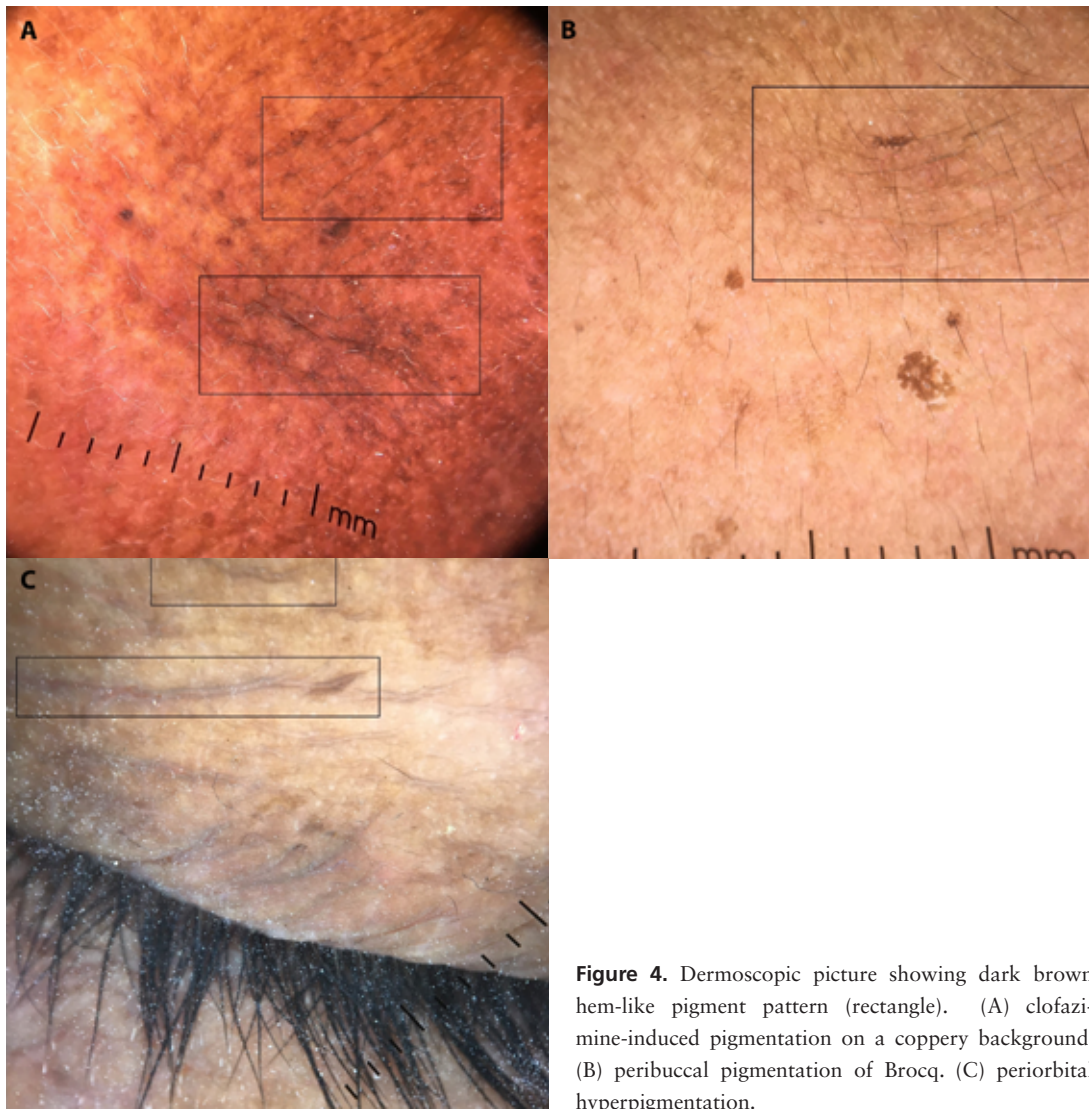 A
B
mm
mm
C
Figure 4. Dermoscopic picture showing dark brown
hem-like pigment pattern (rectangle). (A) clofazi-
mine-induced pigmentation on a coppery background
(B) peribuccal pigmentation of Brocq. (C) periorbital
hyperpigmentation.